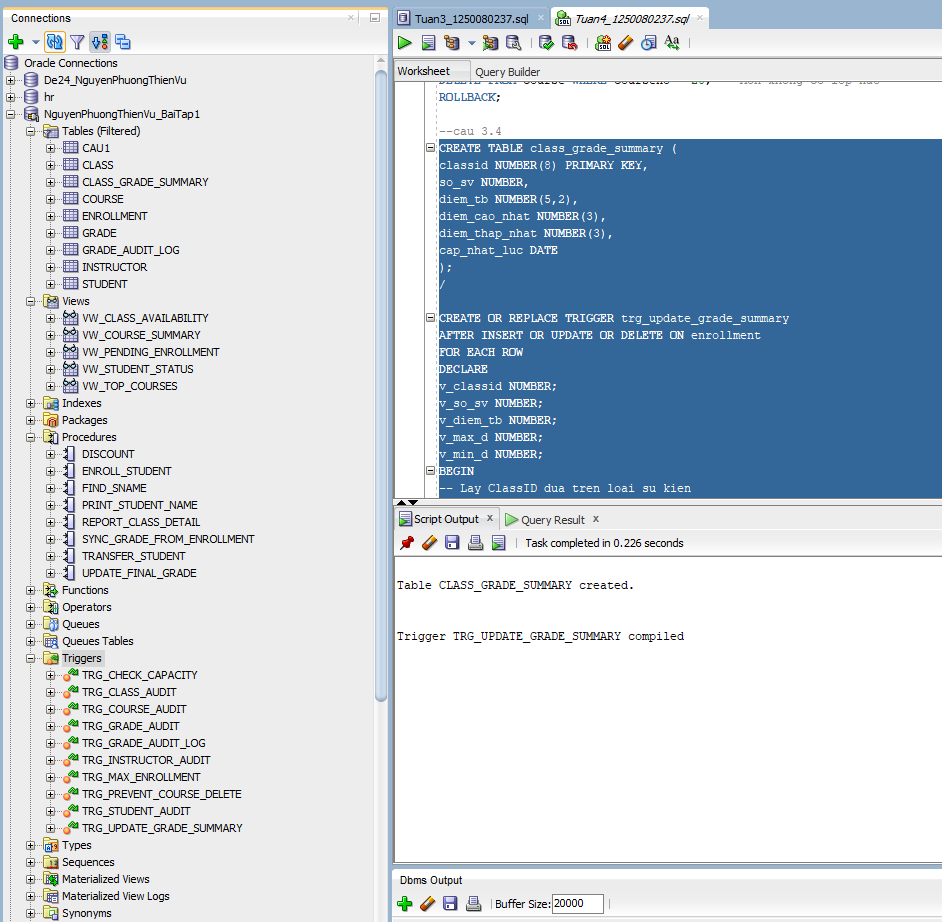 Connections
Oracle Connections
De24_NguyenPhuongThienVu
hr
NguyenPhuongThienVu_BaiTap1
Tables (Filtered)
CAU1
CLASS
CLASS_GRADE_SUMMARY
COURSE
ENROLLMENT
GRADE
GRADE_AUDIT_LOG
INSTRUCTOR
STUDENT
Views
VW_CLASS_AVAILABILITY
VW_COURSE_SUMMARY
VW_PENDING_ENROLLMENT
VW_STUDENT_STATUS
VW_TOP_COURSES
Indexes
Packages
Procedures
DISCOUNT
ENROLL_STUDENT
FIND_SNAME
PRINT_STUDENT_NAME
REPORT_CLASS_DETAIL
SYNC_GRADE_FROM_ENROLLMENT
TRANSFER_STUDENT
UPDATE_FINAL_GRADE
Functions
Operators
Queues
Queues Tables
Triggers
TRG_CHECK_CAPACITY
TRG_CLASS_AUDIT
TRG_COURSE_AUDIT
TRG_GRADE_AUDIT
TRG_GRADE_AUDIT_LOG
TRG_INSTRUCTOR_AUDIT
TRG_MAX_ENROLLMENT
TRG_PREVENT_COURSE_DELETE
TRG_STUDENT_AUDIT
TRG_UPDATE_GRADE_SUMMARY
Types
Sequences
Materialized Views
Materialized View Logs
Synonyms
Tuan3_1250080237.sql
Tuan4_1250080237.sql
Worksheet
Query Builder
ROLLBACK;
--cau 3.4
CREATE TABLE class_grade_summary (
classid NUMBER(8) PRIMARY KEY,
so_sv NUMBER,
diem_tb NUMBER(5,2),
diem_cao_nhat NUMBER(3),
diem_thap_nhat NUMBER(3),
cap_nhat_luc DATE
);
/
CREATE OR REPLACE TRIGGER trg_update_grade_summary
AFTER INSERT OR UPDATE OR DELETE ON enrollment
FOR EACH ROW
DECLARE
v_classid NUMBER;
v_so_sv NUMBER;
v_diem_tb NUMBER;
v_max_d NUMBER;
v_min_d NUMBER;
BEGIN
-- Lay ClassID dua tren loai su kien
Script Output
Query Result
Task completed in 0.226 seconds
Table CLASS_GRADE_SUMMARY created.
Trigger TRG_UPDATE_GRADE_SUMMARY compiled
Dbms Output
Buffer Size: 20000